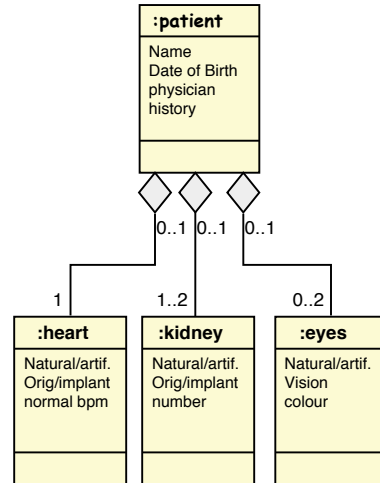 :patient
Name
Date of Birth
physician
history
0..1 0..1 0..1
1 1..2 0..2
:heart
Natural/artif.
Orig/implant
normal bpm
:kidney
Natural/artif.
Orig/implant
number
:eyes
Natural/artif.
Vision
colour